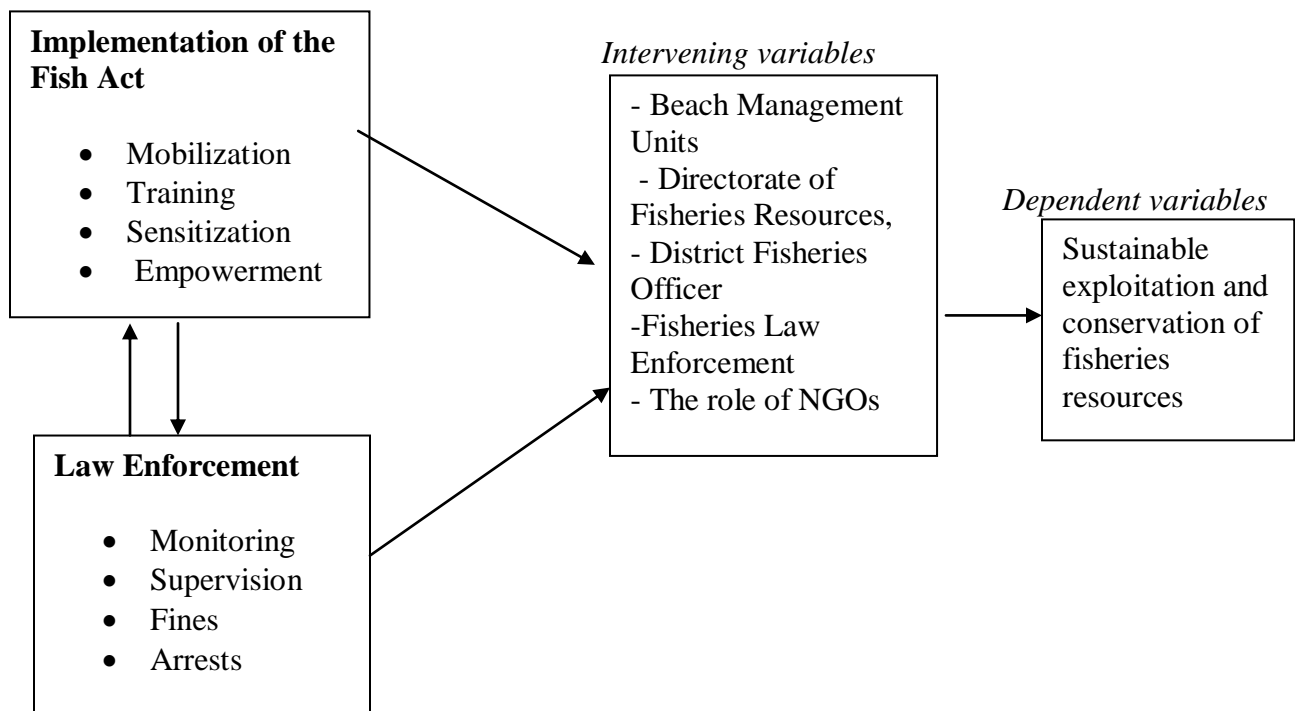 Implementation of the
Fish Act
• Mobilization
• Training
• Sensitization
• Empowerment
Law Enforcement
• Monitoring
• Supervision
• Fines
• Arrests
Intervening variables
- Beach Management
Units
- Directorate of
Fisheries Resources,
- District Fisheries
Officer
-Fisheries Law
Enforcement
- The role of NGOs
Dependent variables
Sustainable
exploitation and
conservation of
fisheries
resources